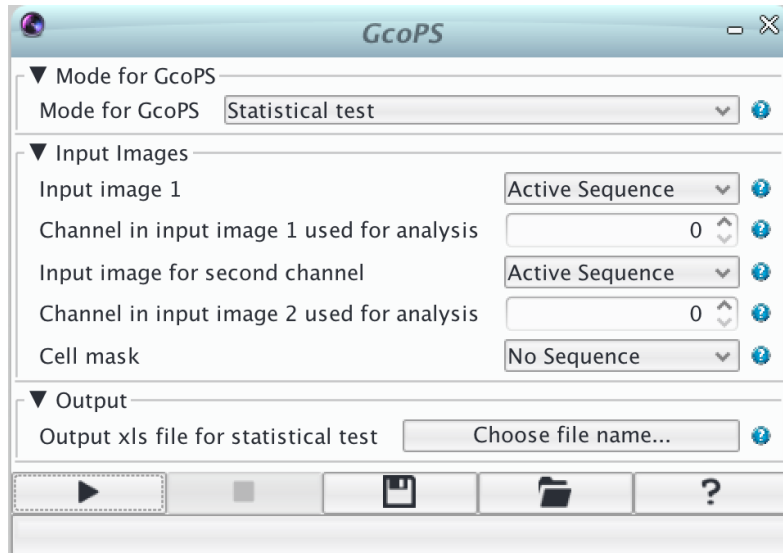 GcoPS
Mode for GcoPS
Mode for GcoPS Statistical test
Input Images
Input image 1 Active Sequence
Channel in input image 1 used for analysis 0
Input image for second channel Active Sequence
Channel in input image 2 used for analysis 0
Cell mask No Sequence
Output
Output xls file for statistical test Choose file name...
?